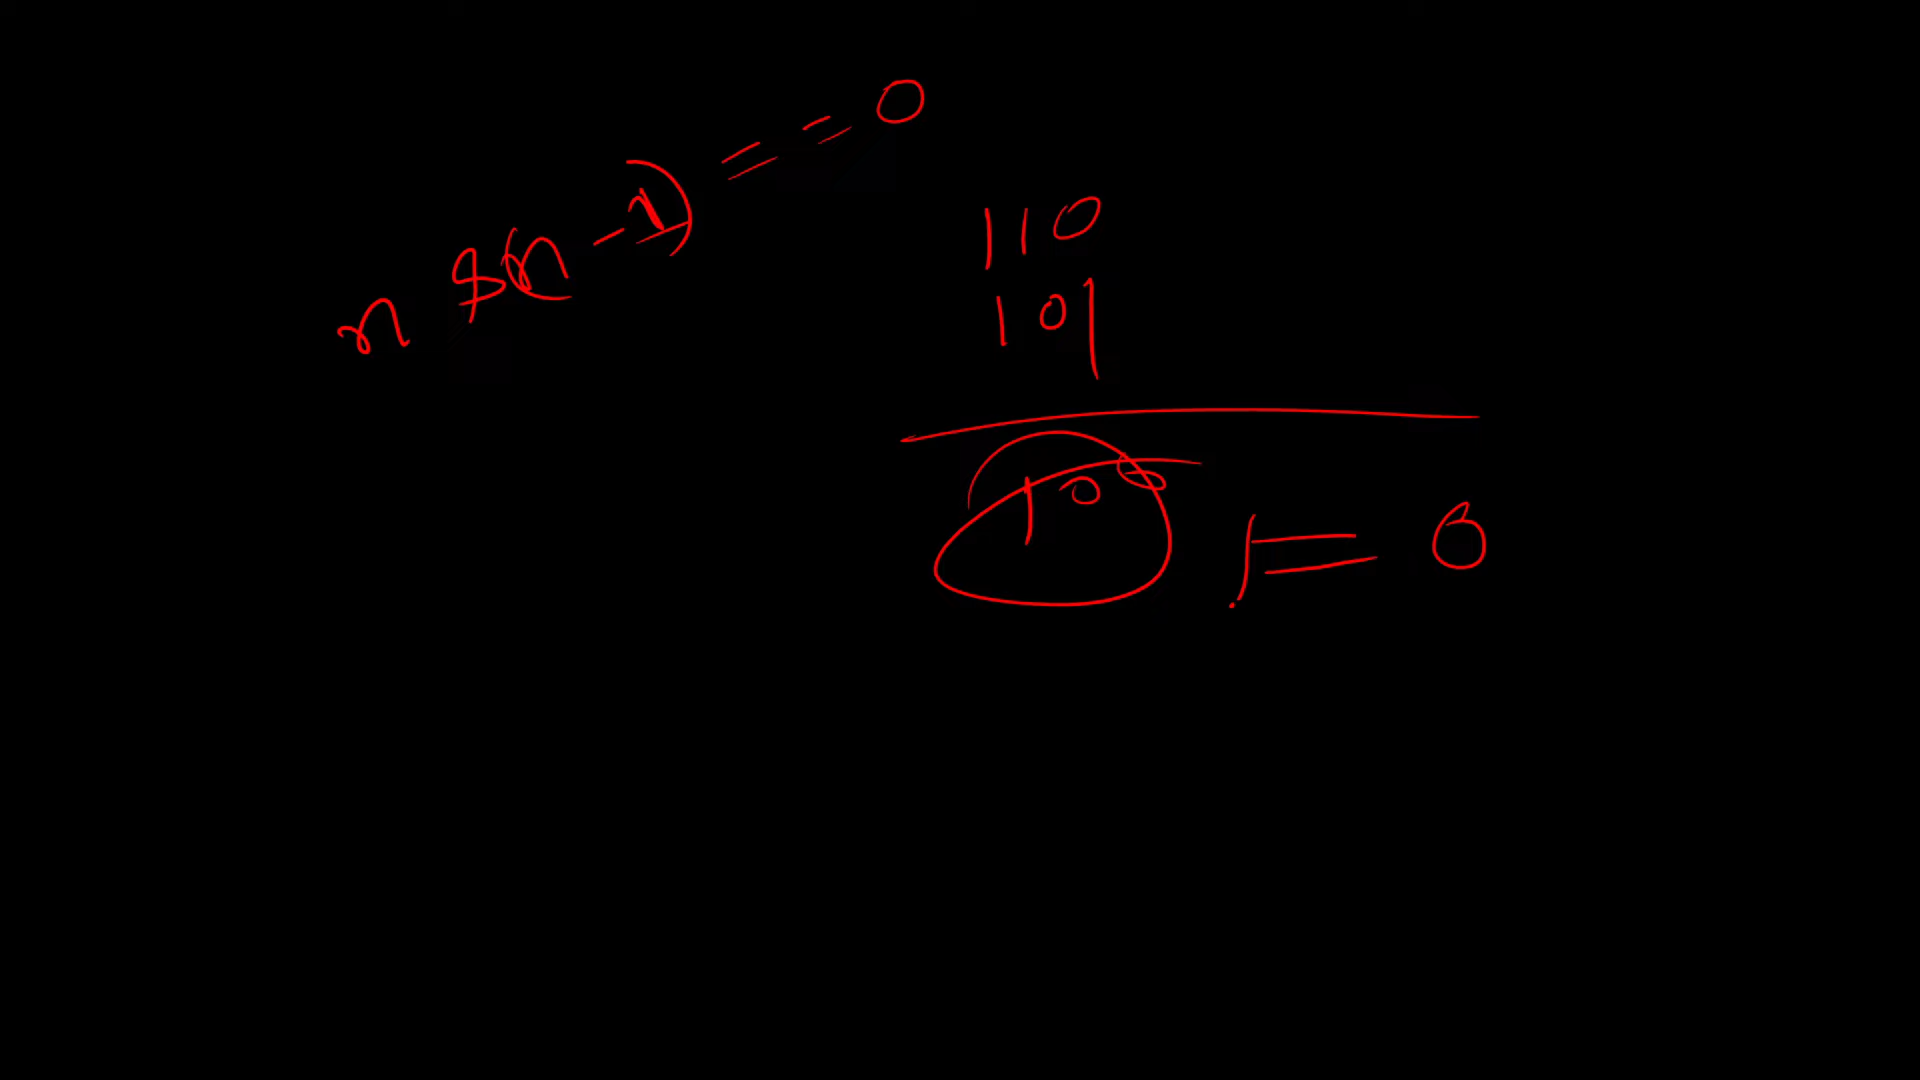 n &(n-1) == 0
110
101
100 != 0